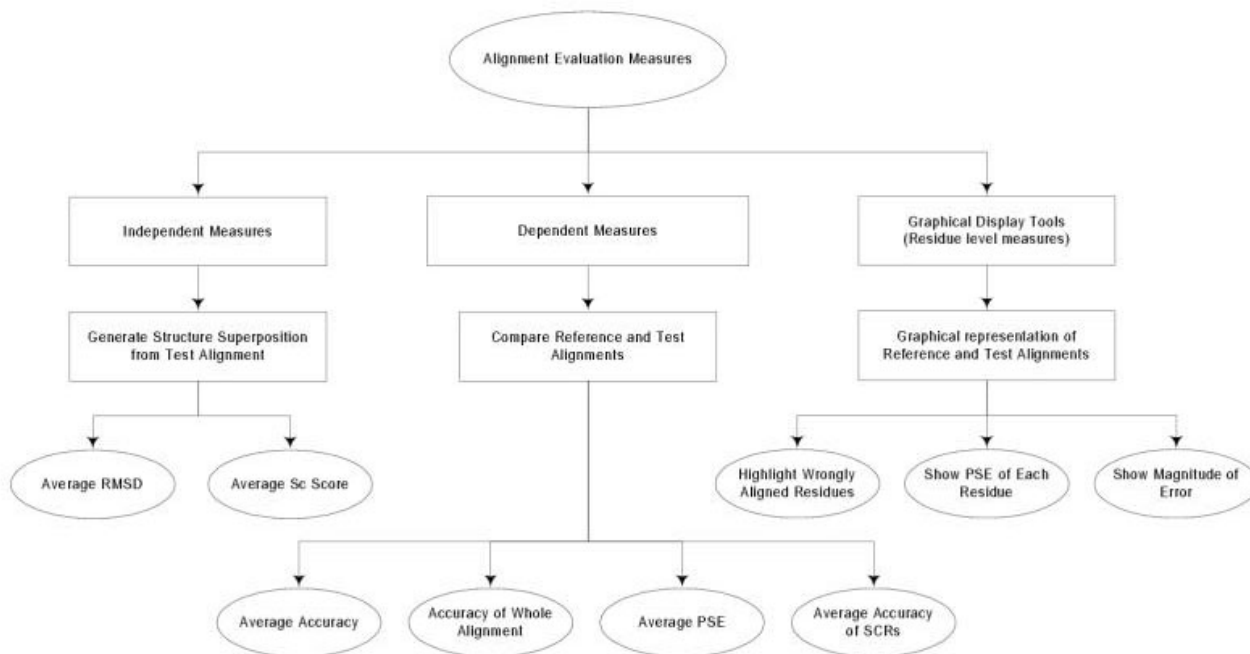 Alignment Evaluation Measures
Independent Measures
Dependent Measures
Graphical Display Tools
(Residue level measures)
Generate Structure Superposition
from Test Alignment
Compare Reference and Test
Alignments
Graphical representation of
Reference and Test Alignments
Average RMSD
Average Sc Score
Highlight Wrongly
Aligned Residues
Show PSE of Each
Residue
Show Magnitude of
Error
Average Accuracy
Accuracy of Whole
Alignment
Average PSE
Average Accuracy
of SCRs